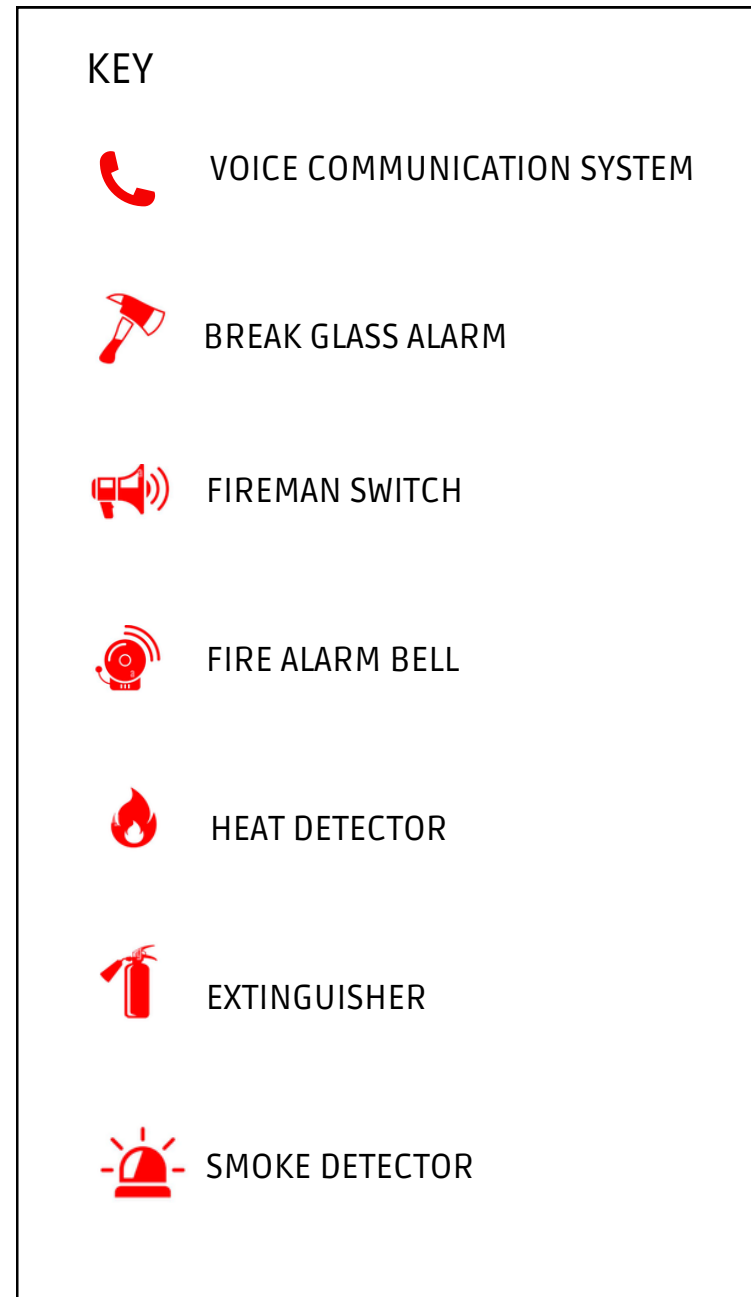 KEY
VOICE COMMUNICATION SYSTEM
BREAK GLASS ALARM
FIREMAN SWITCH
FIRE ALARM BELL
HEAT DETECTOR
EXTINGUISHER
SMOKE DETECTOR